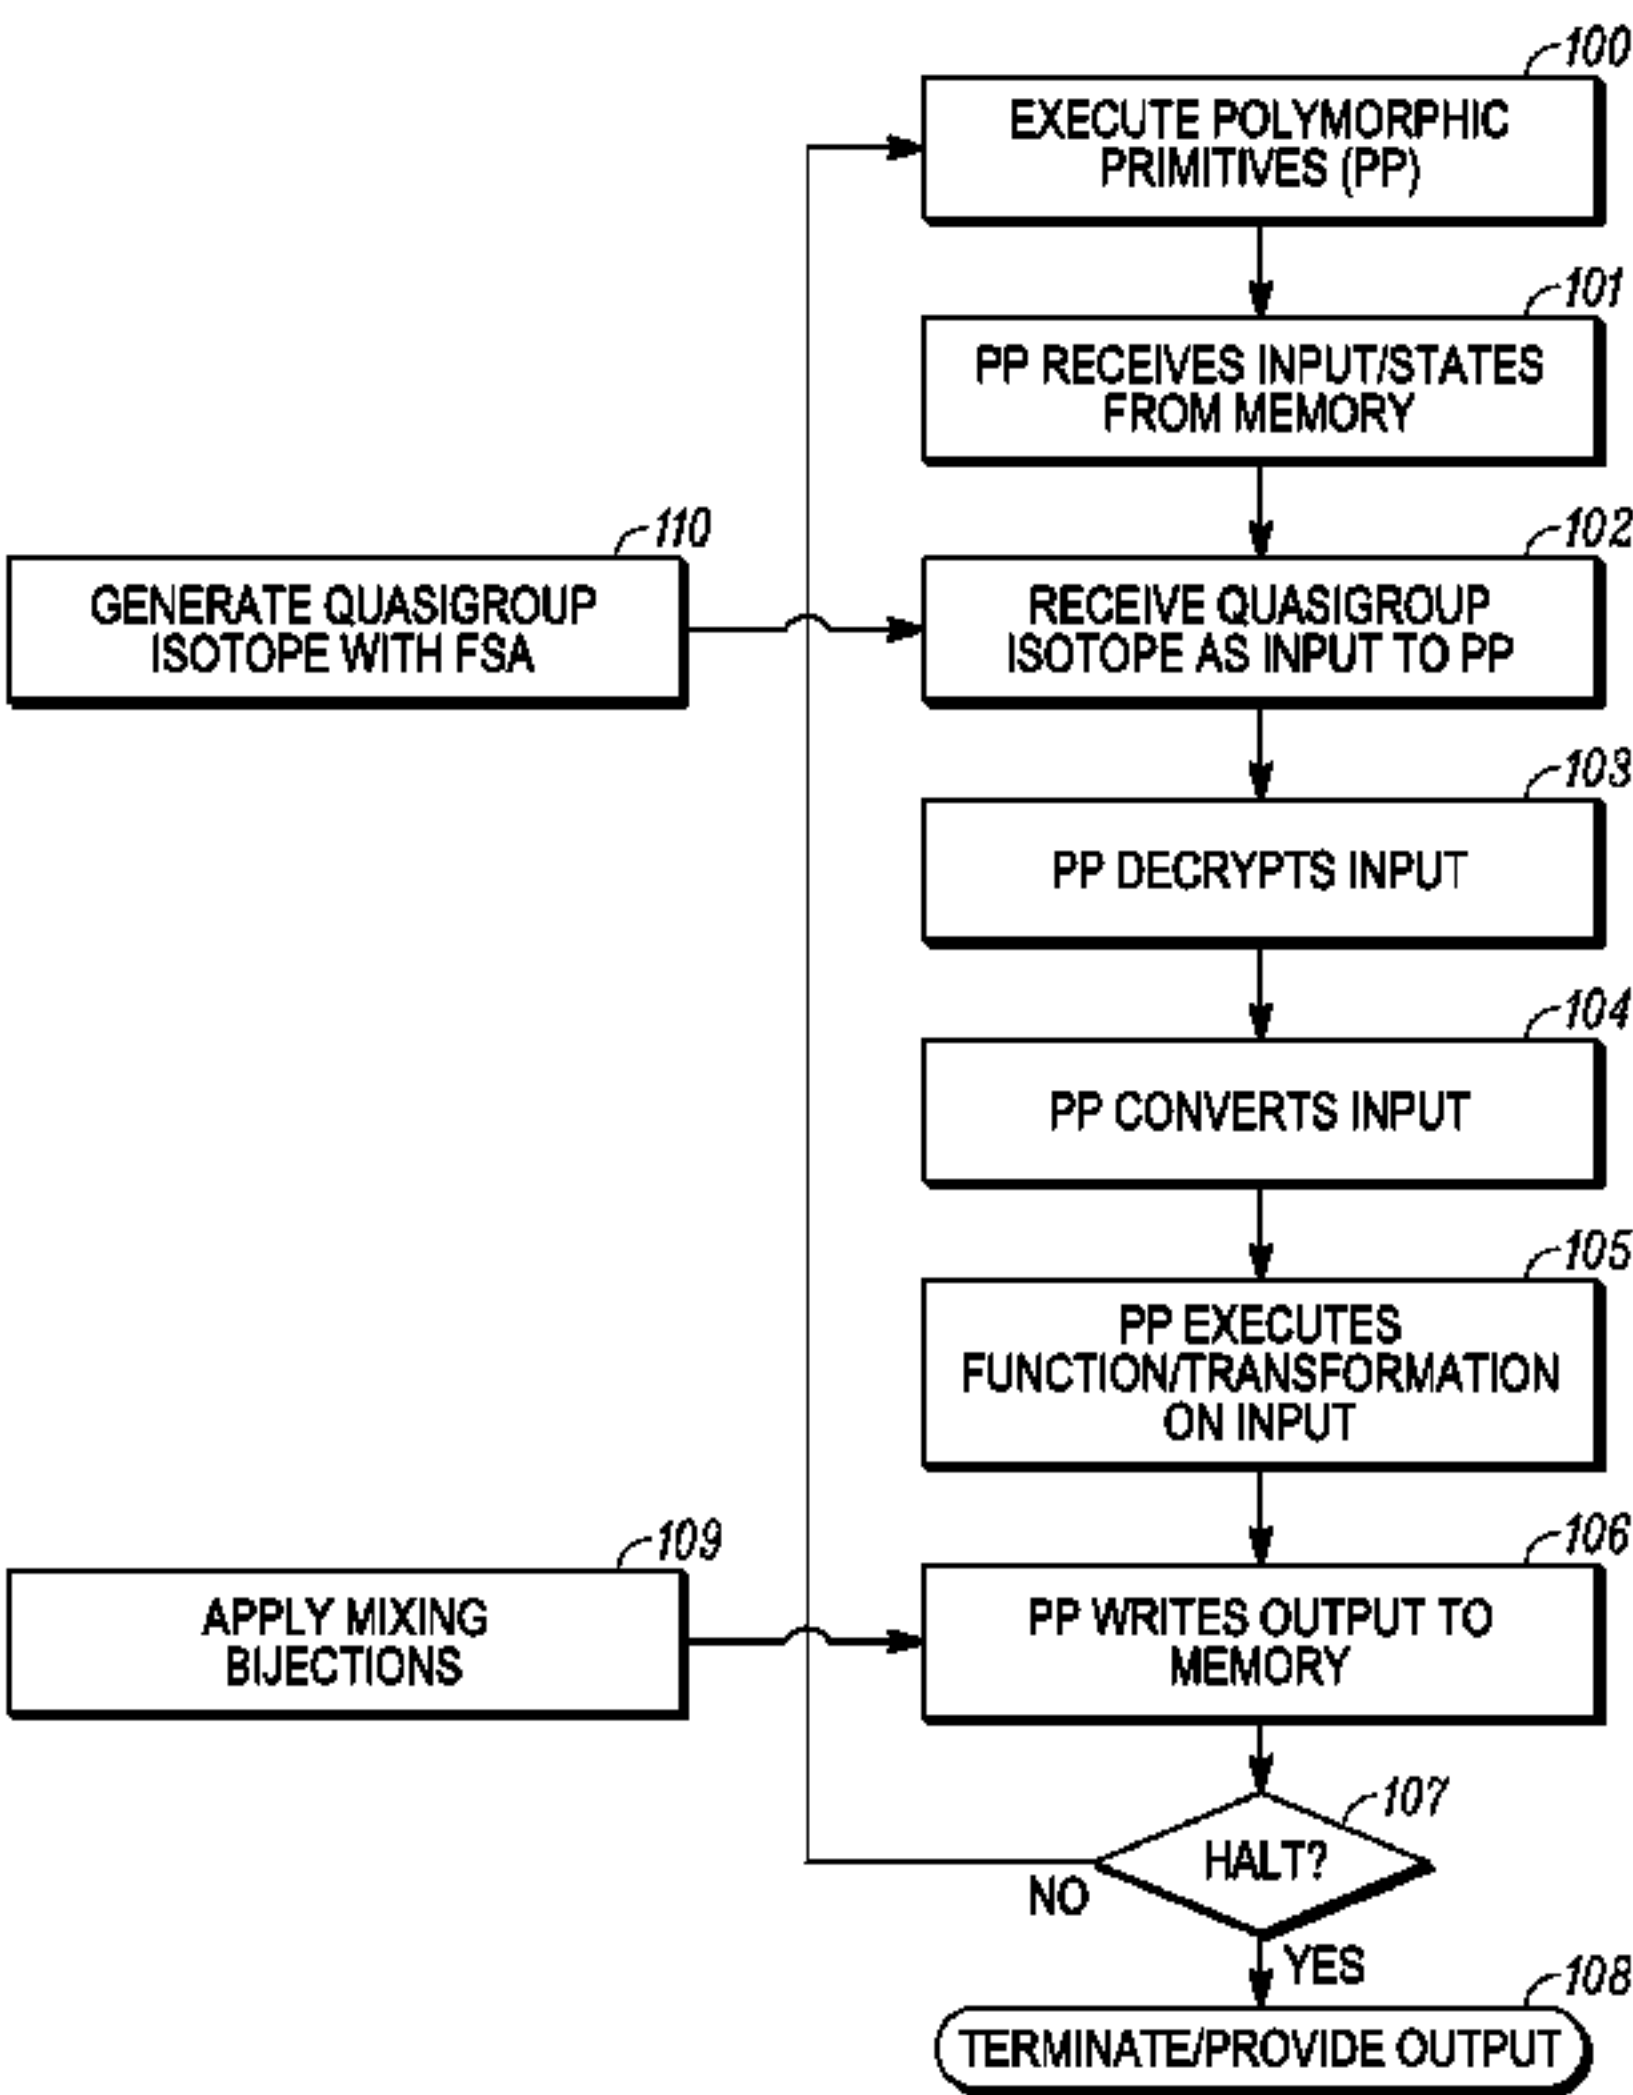 100
EXECUTE POLYMORPHIC
PRIMITIVES (PP)
101
PP RECEIVES INPUT/STATES
FROM MEMORY
110
GENERATE QUASIGROUP
ISOTOPE WITH FSA
102
RECEIVE QUASIGROUP
ISOTOPE AS INPUT TO PP
103
PP DECRYPTS INPUT
104
PP CONVERTS INPUT
105
PP EXECUTES
FUNCTION/TRANSFORMATION
ON INPUT
109
APPLY MIXING
BIJECTIONS
106
PP WRITES OUTPUT TO
MEMORY
107
HALT?
NO
YES
108
TERMINATE/PROVIDE OUTPUT